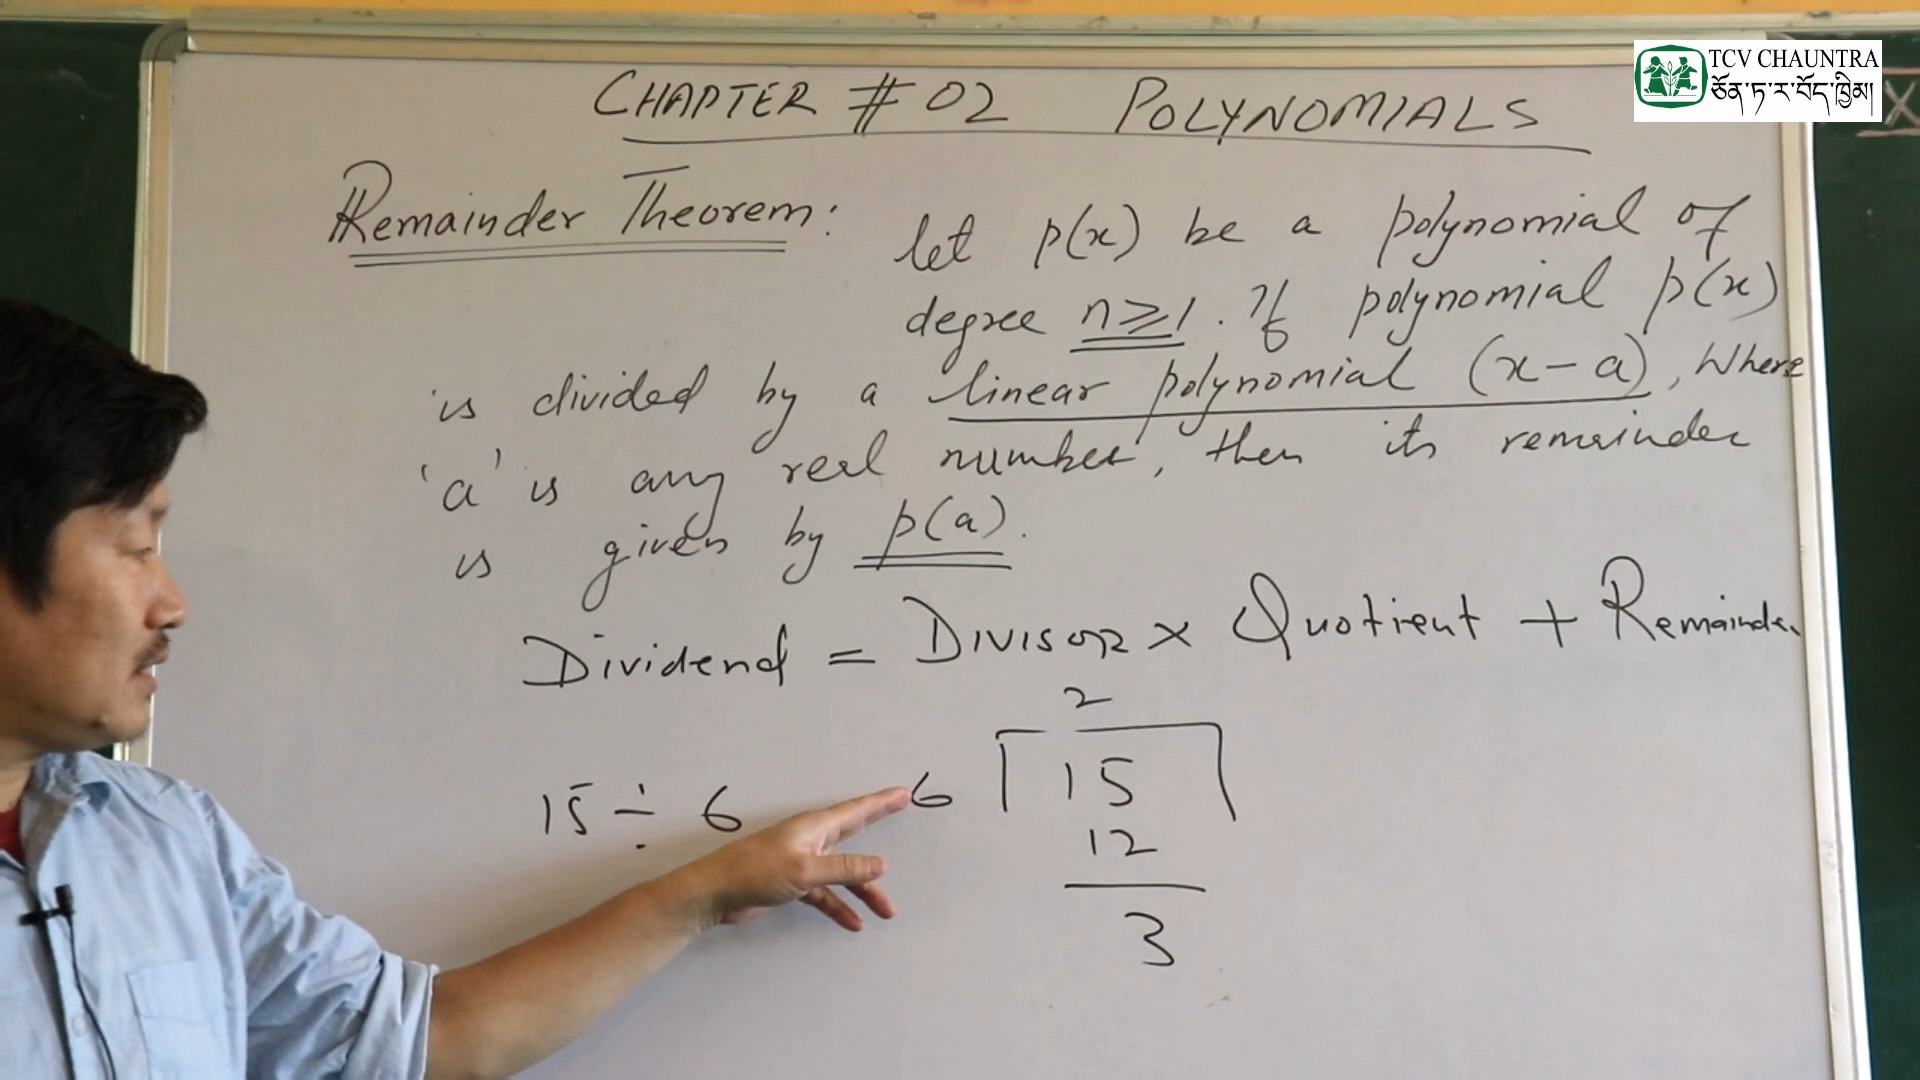 TCV CHAUNTRA
ཅོན་ཏ་ར་བོད་ཁྱིམ།
X
CHAPTER # 02 POLYNOMIALS
Remainder Theorem: let p(x) be a polynomial of
degree n≥1. If polynomial p(x)
is divided by a linear polynomial (x-a), Where
'a' is any real number, then its remainder
is given by p(a).
Dividend = Divisor × Quotient + Remainder
2
15 ÷ 6 6 15
12
3